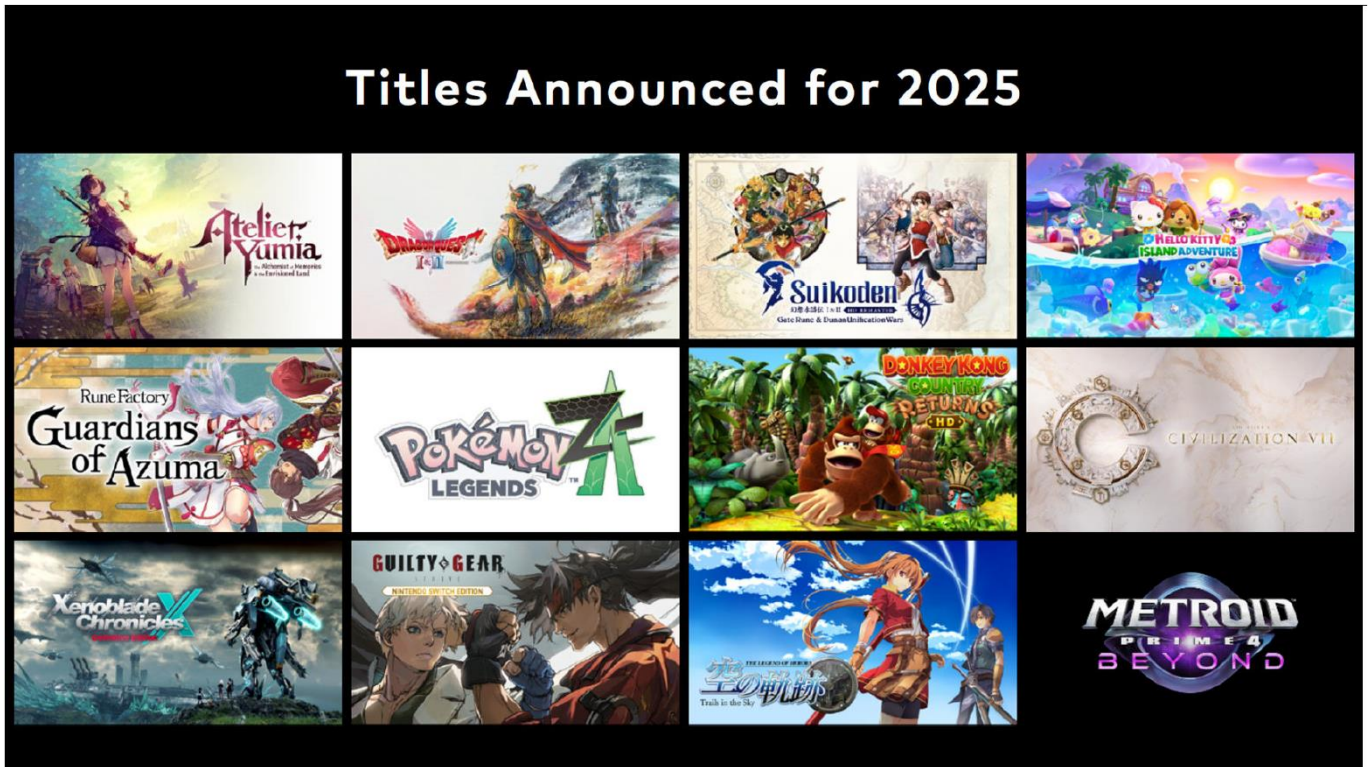 Titles Announced for 2025
Atelier
Yumia
The Alchemist of Memories
& the Envisioned Land
DRAGON QUEST
I & II
Suikoden
幻想水滸伝 I & II HD REMASTER
Gate Rune & Dunan Unification Wars
HELLO KITTY
ISLAND ADVENTURE
Rune Factory
Guardians
of Azuma
POKÉMON
LEGENDS
ZA
DONKEY KONG
COUNTRY
RETURNS
HD
CIVILIZATION VII
Xenoblade
Chronicles X
GUILTY GEAR
STRIVE
NINTENDO SWITCH EDITION
THE LEGEND OF HEROES
空の軌跡
Trails in the Sky
METROID
PRIME 4
BEYOND